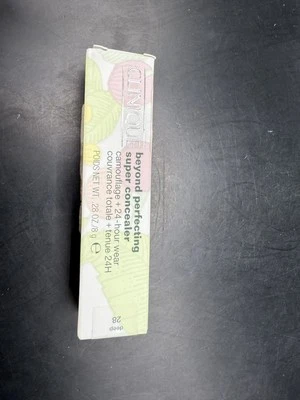 CLINIQUE
beyond perfecting
super concealer
camouflage + 24-hour wear
couvrance totale + tenue 24H
POIDS NET WT. .28 OZ/8 g ℮
deep
28